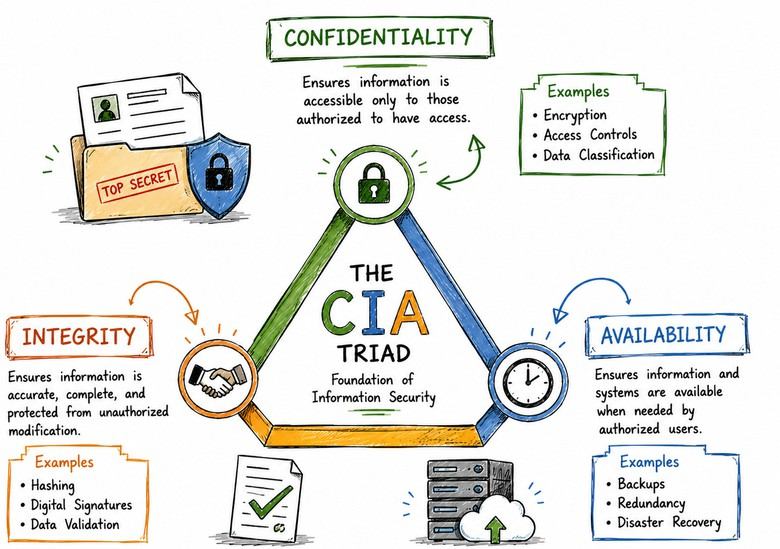 CONFIDENTIALITY
Ensures information is
accessible only to those
authorized to have access.
Examples
• Encryption
• Access Controls
• Data Classification
TOP SECRET
THE
CIA
TRIAD
Foundation of
Information Security
INTEGRITY
Ensures information is
accurate, complete, and
protected from unauthorized
modification.
Examples
• Hashing
• Digital Signatures
• Data Validation
AVAILABILITY
Ensures information and
systems are available
when needed by
authorized users.
Examples
• Backups
• Redundancy
• Disaster Recovery